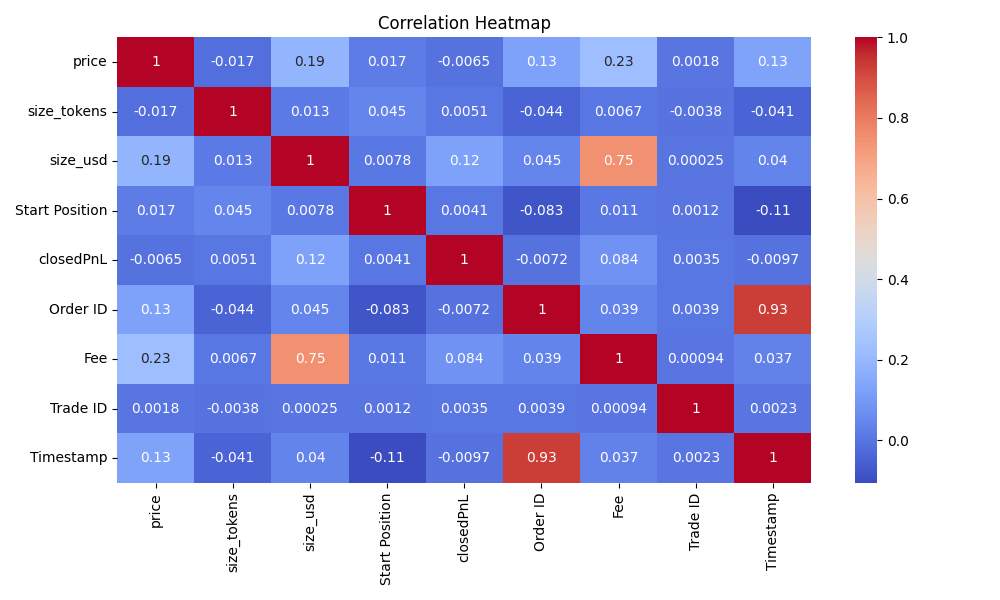 Correlation Heatmap
price 1 -0.017 0.19 0.017 -0.0065 0.13 0.23 0.0018 0.13
size_tokens -0.017 1 0.013 0.045 0.0051 -0.044 0.0067 -0.0038 -0.041
size_usd 0.19 0.013 1 0.0078 0.12 0.045 0.75 0.00025 0.04
Start Position 0.017 0.045 0.0078 1 0.0041 -0.083 0.011 0.0012 -0.11
closedPnL -0.0065 0.0051 0.12 0.0041 1 -0.0072 0.084 0.0035 -0.0097
Order ID 0.13 -0.044 0.045 -0.083 -0.0072 1 0.039 0.0039 0.93
Fee 0.23 0.0067 0.75 0.011 0.084 0.039 1 0.00094 0.037
Trade ID 0.0018 -0.0038 0.00025 0.0012 0.0035 0.0039 0.00094 1 0.0023
Timestamp 0.13 -0.041 0.04 -0.11 -0.0097 0.93 0.037 0.0023 1
price size_tokens size_usd Start Position closedPnL Order ID Fee Trade ID Timestamp
1.0
0.8
0.6
0.4
0.2
0.0